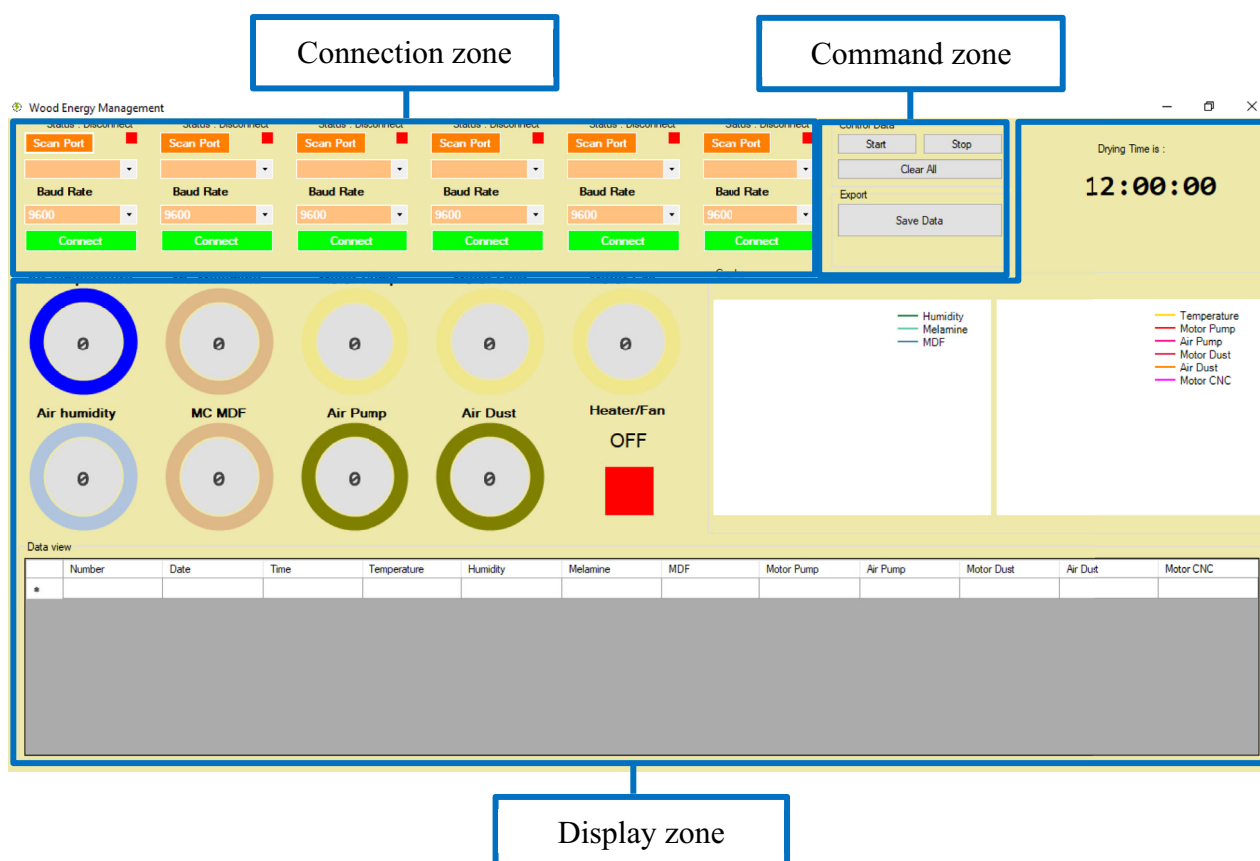 Connection zone
Command zone
Wood Energy Management
Status : Disconnect Status : Disconnect Status : Disconnect Status : Disconnect Status : Disconnect Status : Disconnect
Control Data
Scan Port Scan Port Scan Port Scan Port Scan Port Scan Port
Start Stop
Drying Time is :
Clear All
12:00:00
Baud Rate Baud Rate Baud Rate Baud Rate Baud Rate Baud Rate
Export
9600 9600 9600 9600 9600 9600
Save Data
Connect Connect Connect Connect Connect Connect
Humidity
Melamine
MDF
Temperature
Motor Pump
Air Pump
Motor Dust
Air Dust
Motor CNC
0 0 0 0 0
Air humidity MC MDF Air Pump Air Dust Heater/Fan
OFF
0 0 0 0
Data view
Number Date Time Temperature Humidity Melamine MDF Motor Pump Air Pump Motor Dust Air Dust Motor CNC
*
Display zone